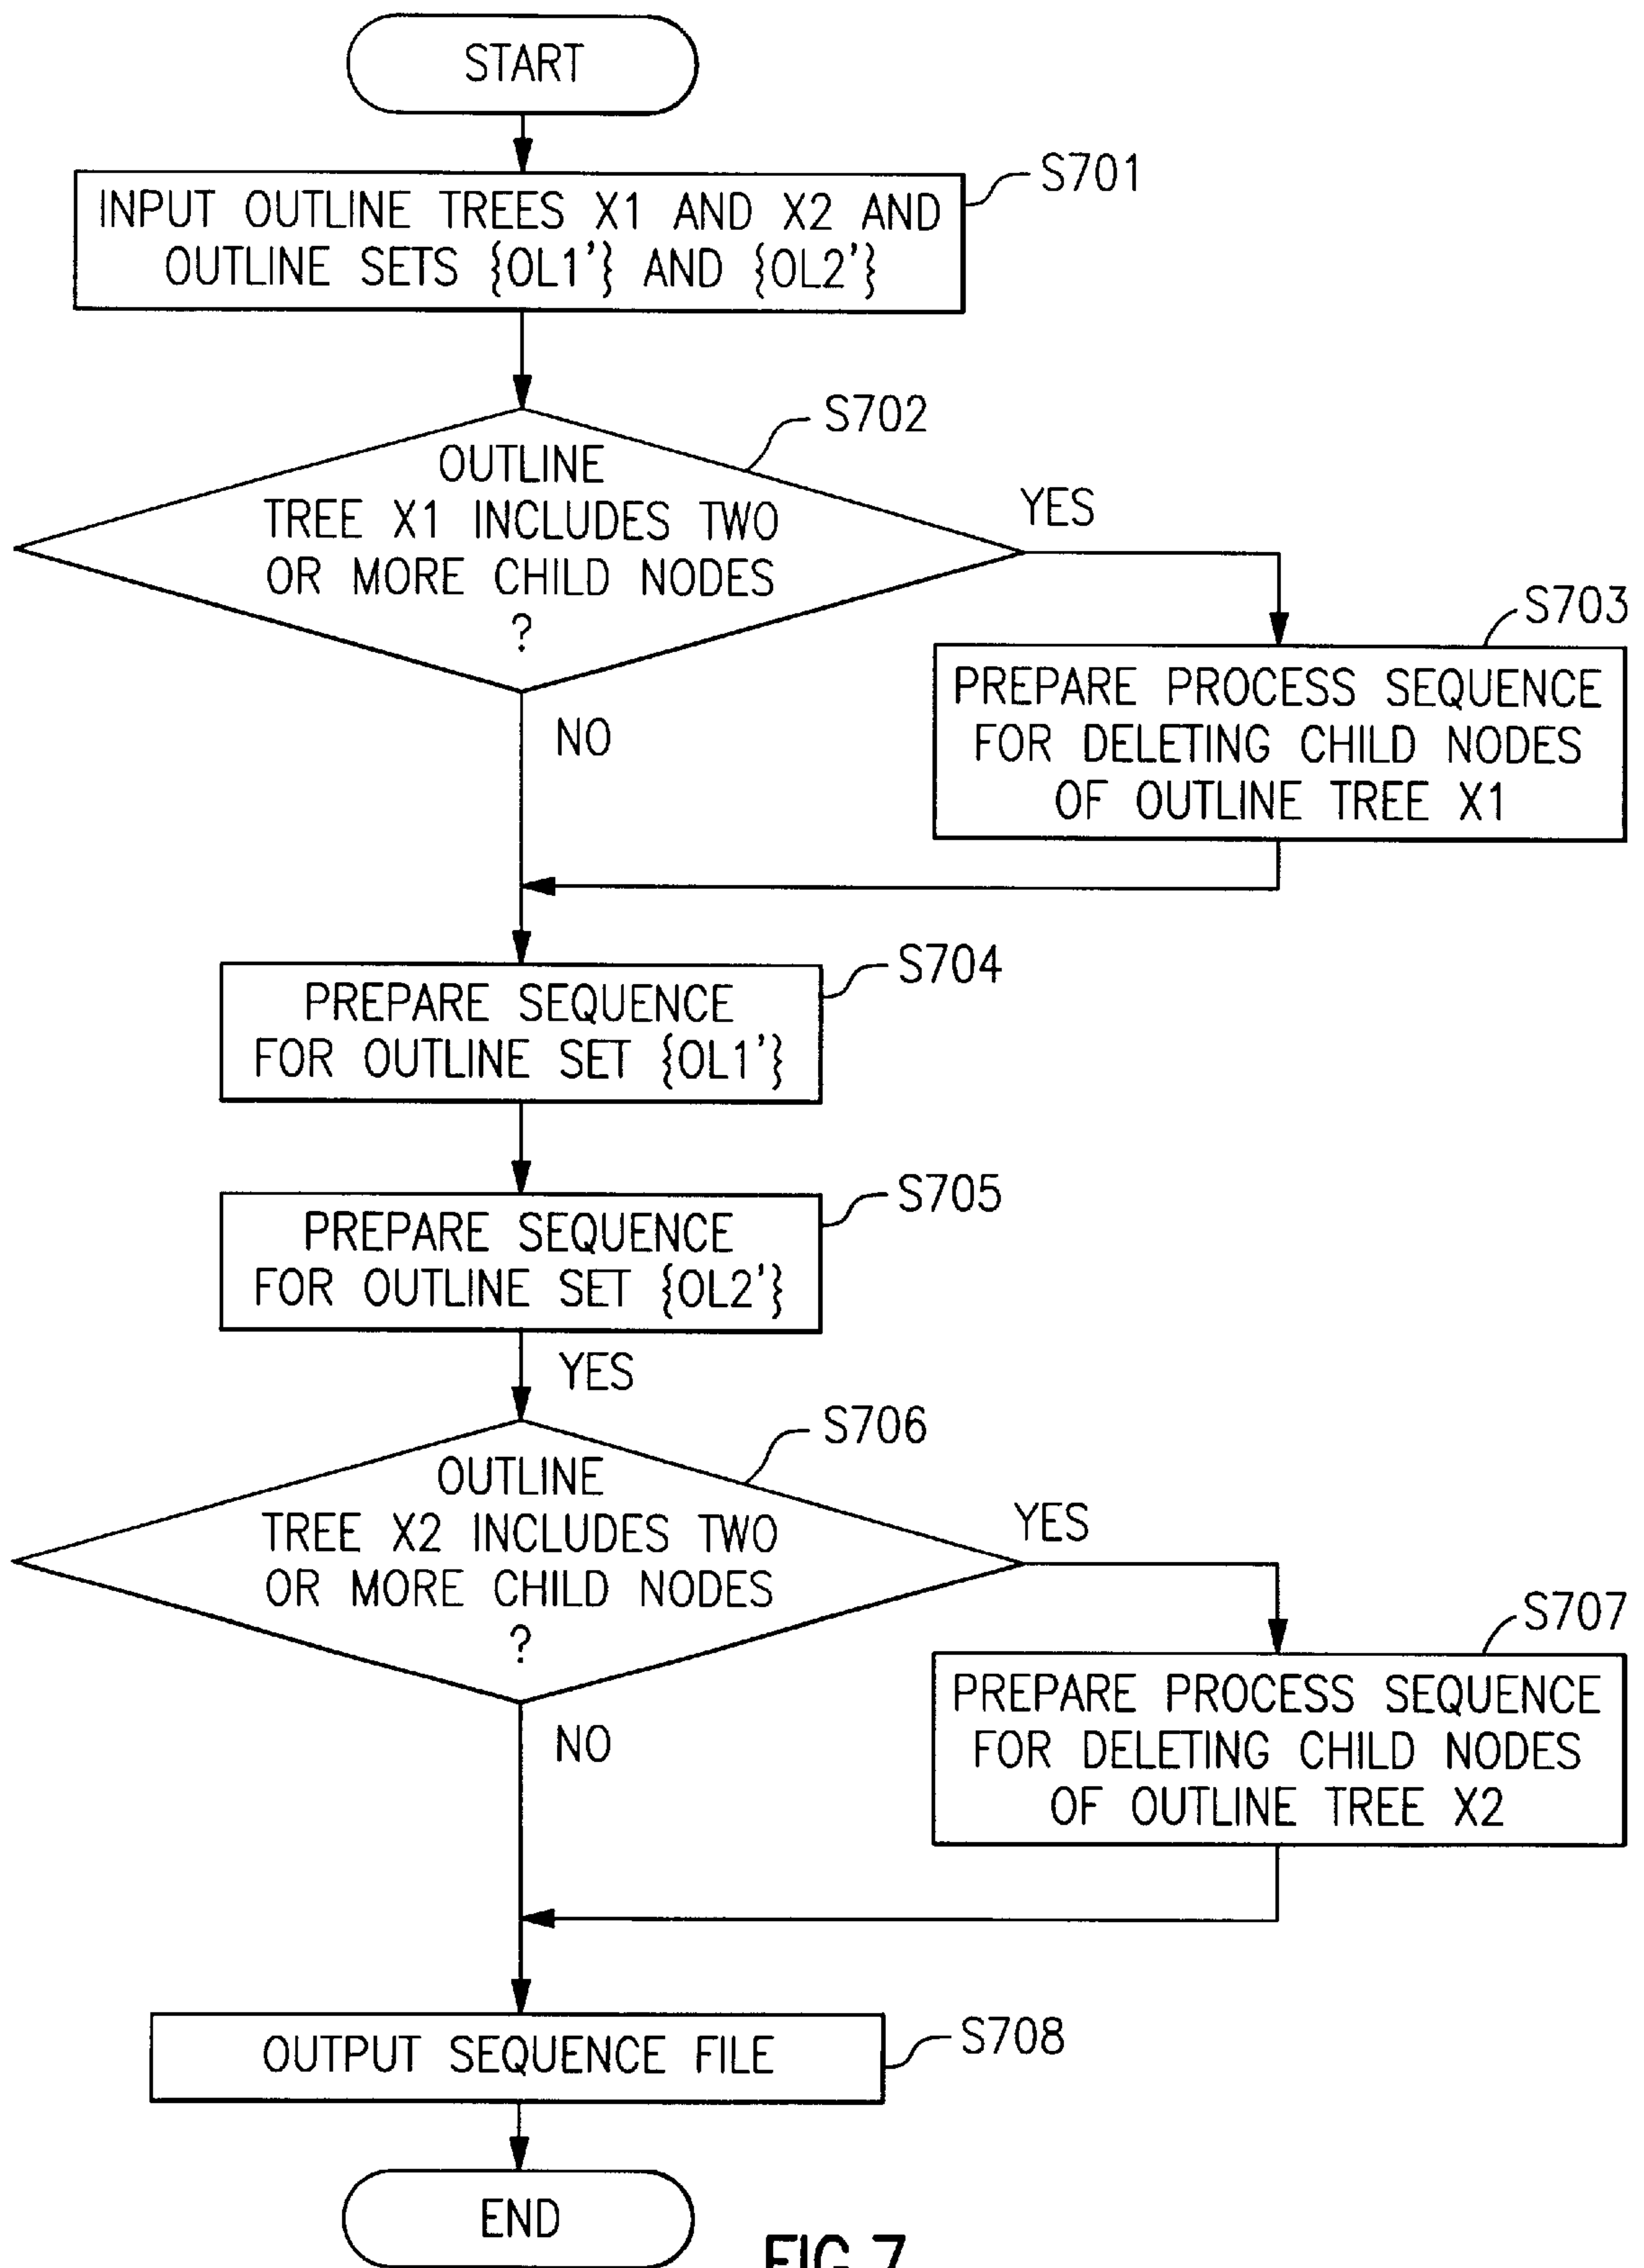 START
S701
INPUT OUTLINE TREES X1 AND X2 AND
OUTLINE SETS {OL1'} AND {OL2'}
S702
OUTLINE
TREE X1 INCLUDES TWO
OR MORE CHILD NODES
?
YES
NO
S703
PREPARE PROCESS SEQUENCE
FOR DELETING CHILD NODES
OF OUTLINE TREE X1
S704
PREPARE SEQUENCE
FOR OUTLINE SET {OL1'}
S705
PREPARE SEQUENCE
FOR OUTLINE SET {OL2'}
YES
S706
OUTLINE
TREE X2 INCLUDES TWO
OR MORE CHILD NODES
?
YES
NO
S707
PREPARE PROCESS SEQUENCE
FOR DELETING CHILD NODES
OF OUTLINE TREE X2
S708
OUTPUT SEQUENCE FILE
END
FIG.7